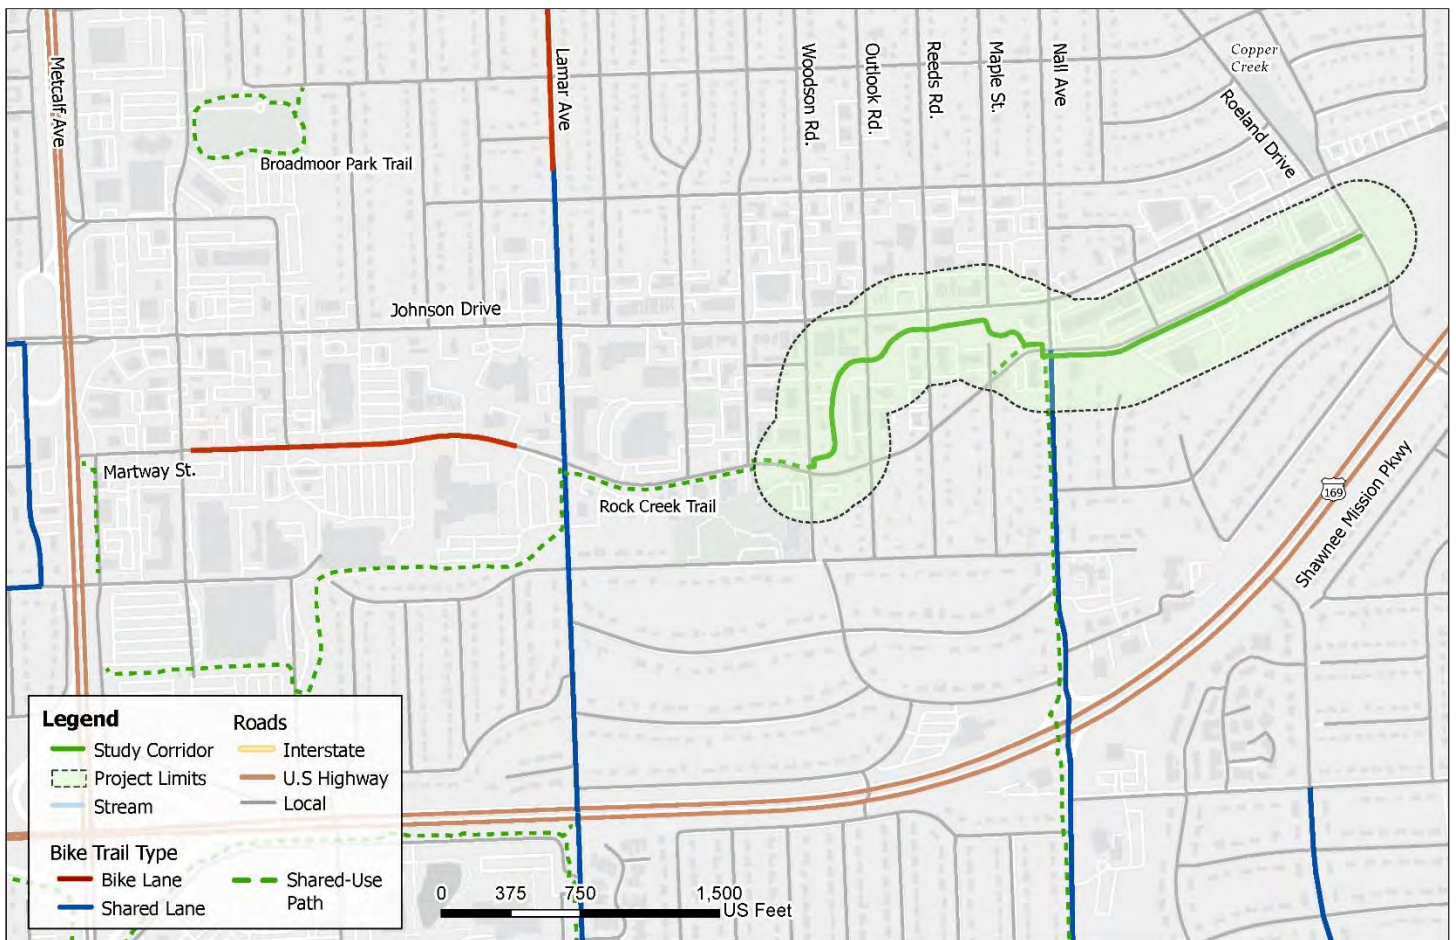 Metcalf Ave
Lamar Ave
Woodson Rd.
Outlook Rd.
Reeds Rd.
Maple St.
Nall Ave
Copper
Creek
Roeland Drive
Broadmoor Park Trail
Johnson Drive
Martway St.
Rock Creek Trail
169
Shawnee Mission Pkwy
Legend
Study Corridor
Project Limits
Stream
Roads
Interstate
U.S Highway
Local
Bike Trail Type
Bike Lane
Shared Lane
Shared-Use
Path
0 375 750 1,500
US Feet